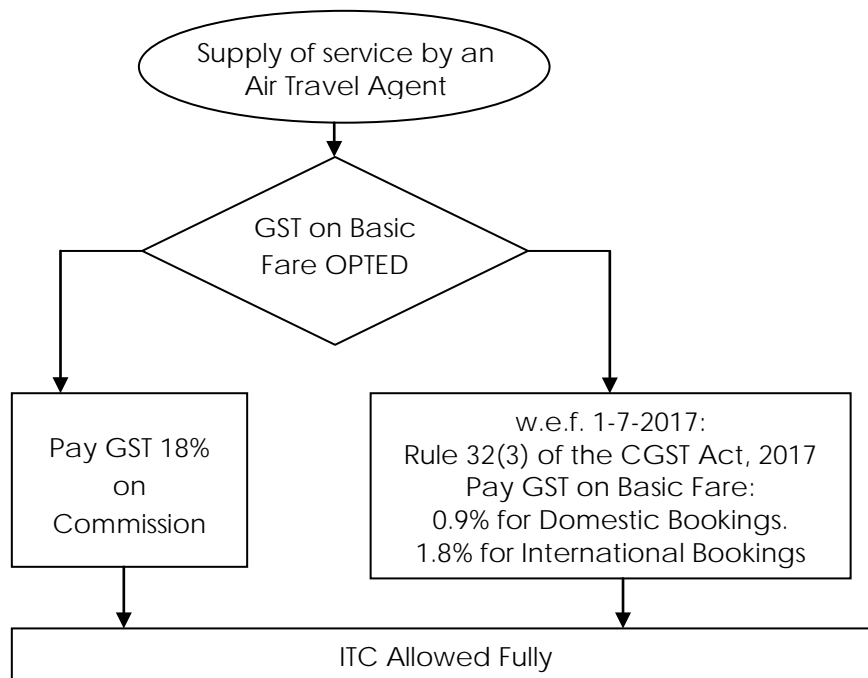 Supply of service by an
Air Travel Agent
GST on Basic
Fare OPTED
Pay GST 18%
on
Commission
w.e.f. 1-7-2017:
Rule 32(3) of the CGST Act, 2017
Pay GST on Basic Fare:
0.9% for Domestic Bookings.
1.8% for International Bookings
ITC Allowed Fully